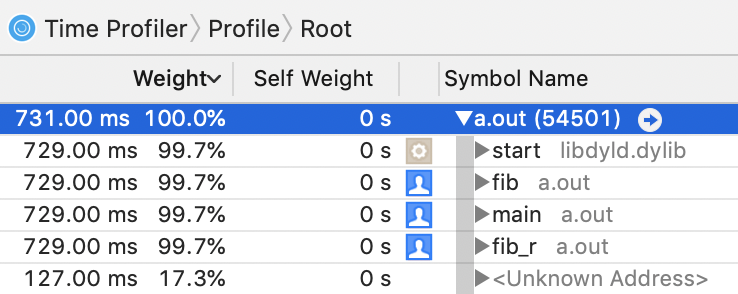 Time Profiler Profile Root
Weight Self Weight Symbol Name
731.00 ms 100.0% 0 s a.out (54501)
729.00 ms 99.7% 0 s start libdyld.dylib
729.00 ms 99.7% 0 s fib a.out
729.00 ms 99.7% 0 s main a.out
729.00 ms 99.7% 0 s fib_r a.out
127.00 ms 17.3% 0 s <Unknown Address>